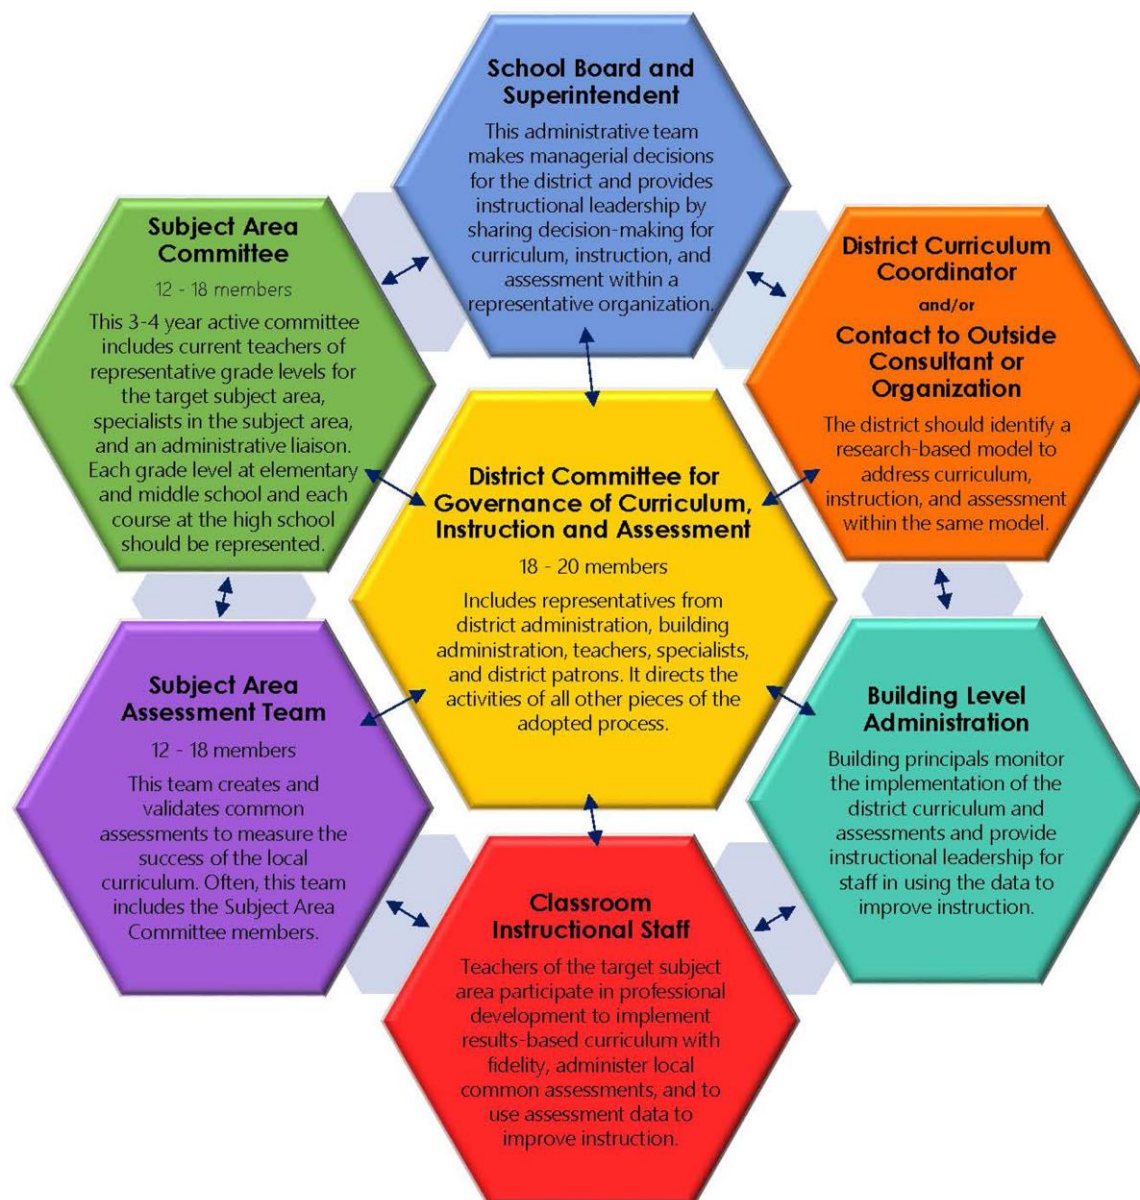 School Board and
Superintendent
This administrative team
makes managerial decisions
for the district and provides
instructional leadership by
sharing decision-making for
curriculum, instruction, and
assessment within a
representative organization.
Subject Area
Committee
12 - 18 members
This 3-4 year active committee
includes current teachers of
representative grade levels for
the target subject area,
specialists in the subject area,
and an administrative liaison.
Each grade level at elementary
and middle school and each
course at the high school
should be represented.
District Curriculum
Coordinator
and/or
Contact to Outside
Consultant or
Organization
The district should identify a
research-based model to
address curriculum,
instruction, and assessment
within the same model.
District Committee for
Governance of Curriculum,
Instruction and Assessment
18 - 20 members
Includes representatives from
district administration, building
administration, teachers, specialists,
and district patrons. It directs the
activities of all other pieces of the
adopted process.
Subject Area
Assessment Team
12 - 18 members
This team creates and
validates common
assessments to measure the
success of the local
curriculum. Often, this team
includes the Subject Area
Committee members.
Building Level
Administration
Building principals monitor
the implementation of the
district curriculum and
assessments and provide
instructional leadership for
staff in using the data to
improve instruction.
Classroom
Instructional Staff
Teachers of the target subject
area participate in professional
development to implement
results-based curriculum with
fidelity, administer local
common assessments, and to
use assessment data to
improve instruction.